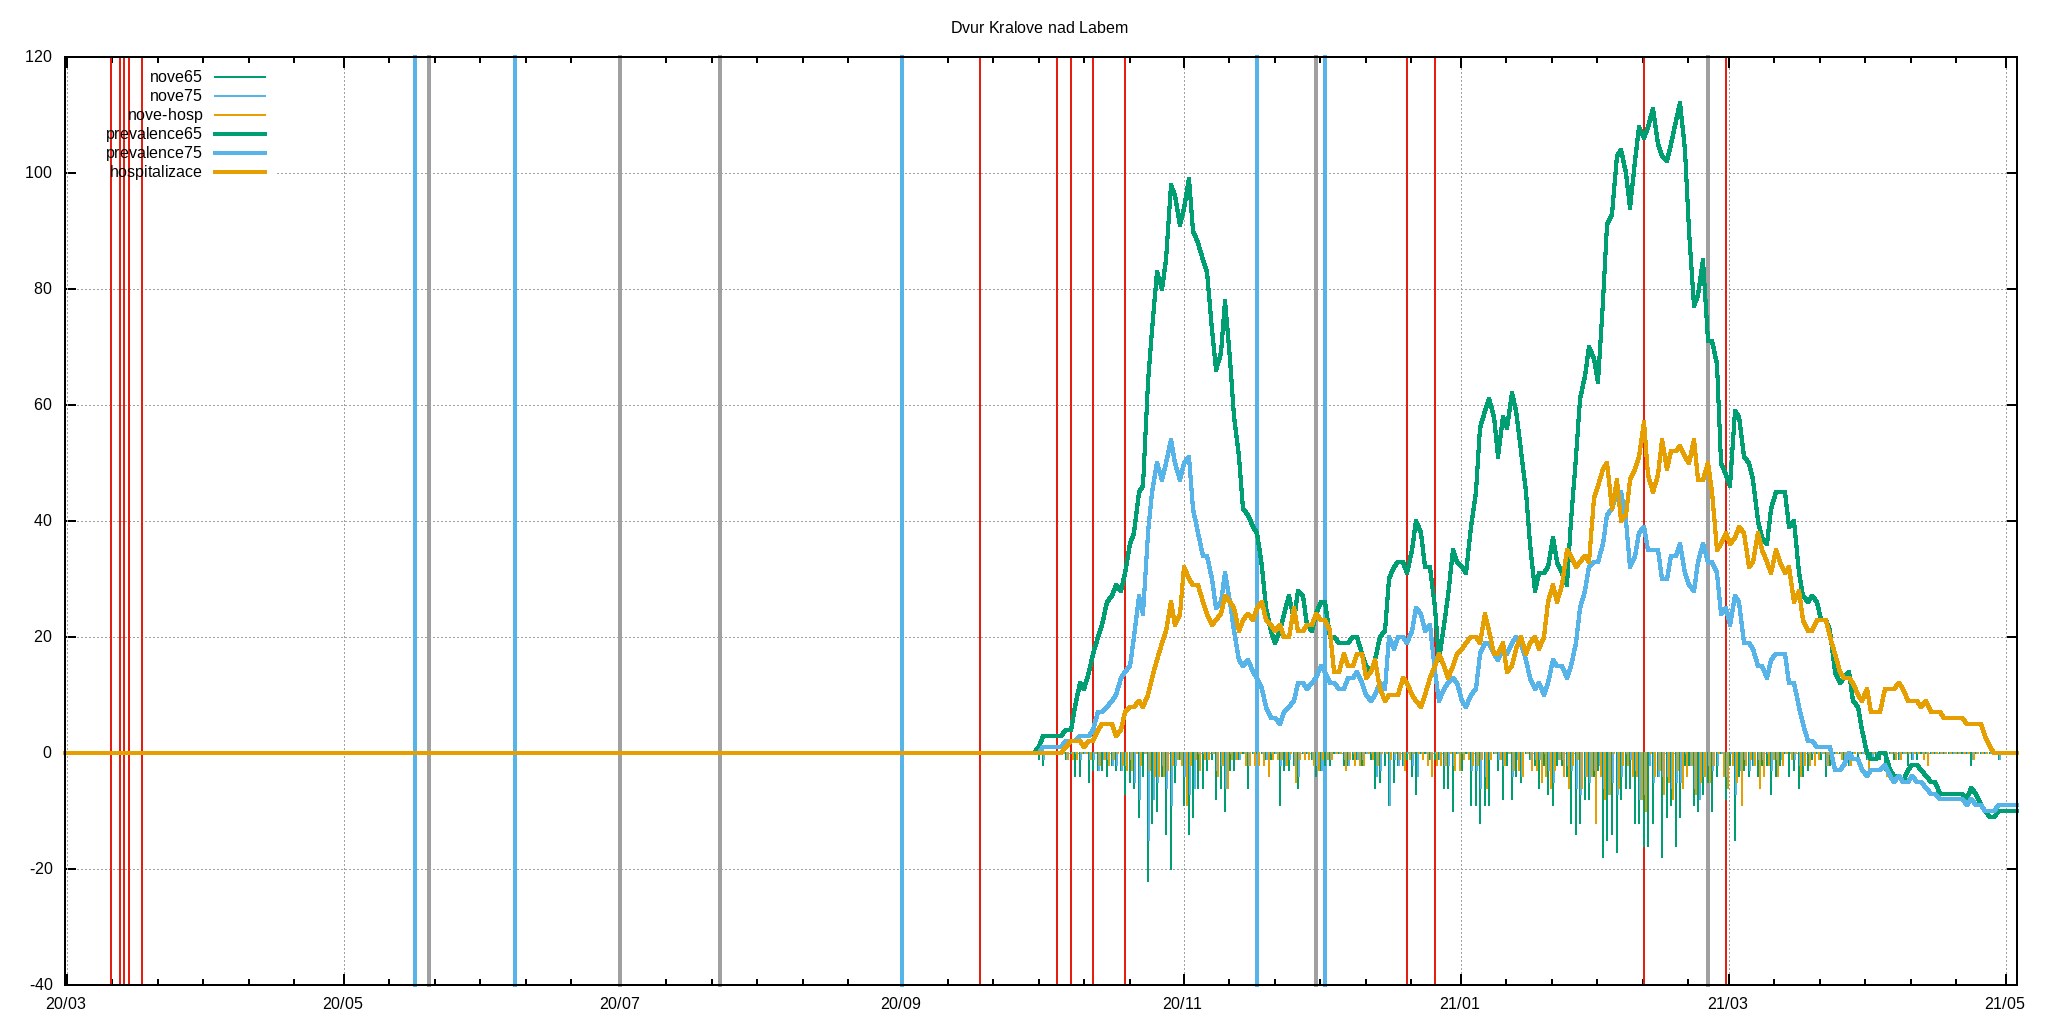 Dvur Kralove nad Labem
120
100
80
60
40
20
0
-20
-40
nove65
nove75
nove-hosp
prevalence65
prevalence75
hospitalizace
20/03 20/05 20/07 20/09 20/11 21/01 21/03 21/05